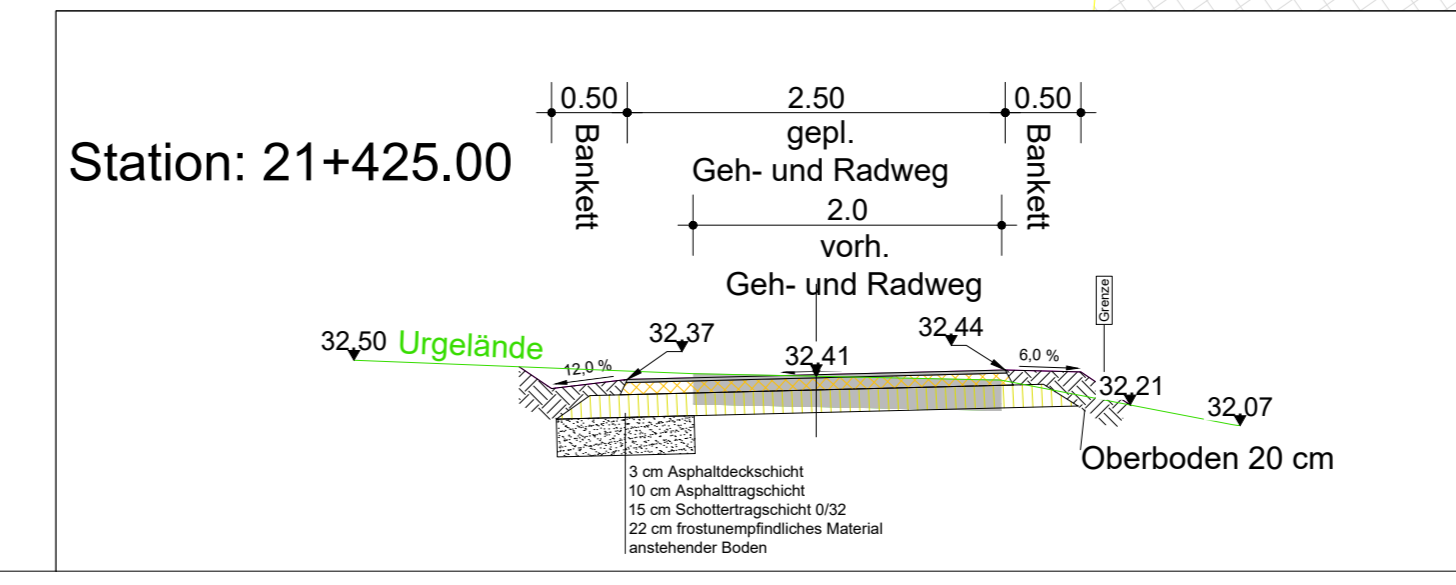 0.50
2.50
0.50
Bankett
gepl.
Geh- und Radweg
Bankett
Station: 21+425.00
2.0
vorh.
Geh- und Radweg
Grenze
32.50
Urgelände
32.37
32.44
12,0 %
32.41
6,0 %
32.21
32.07
Oberboden 20 cm
3 cm Asphaltdeckschicht
10 cm Asphalttragschicht
15 cm Schottertragschicht 0/32
22 cm frostunempfindliches Material
anstehender Boden